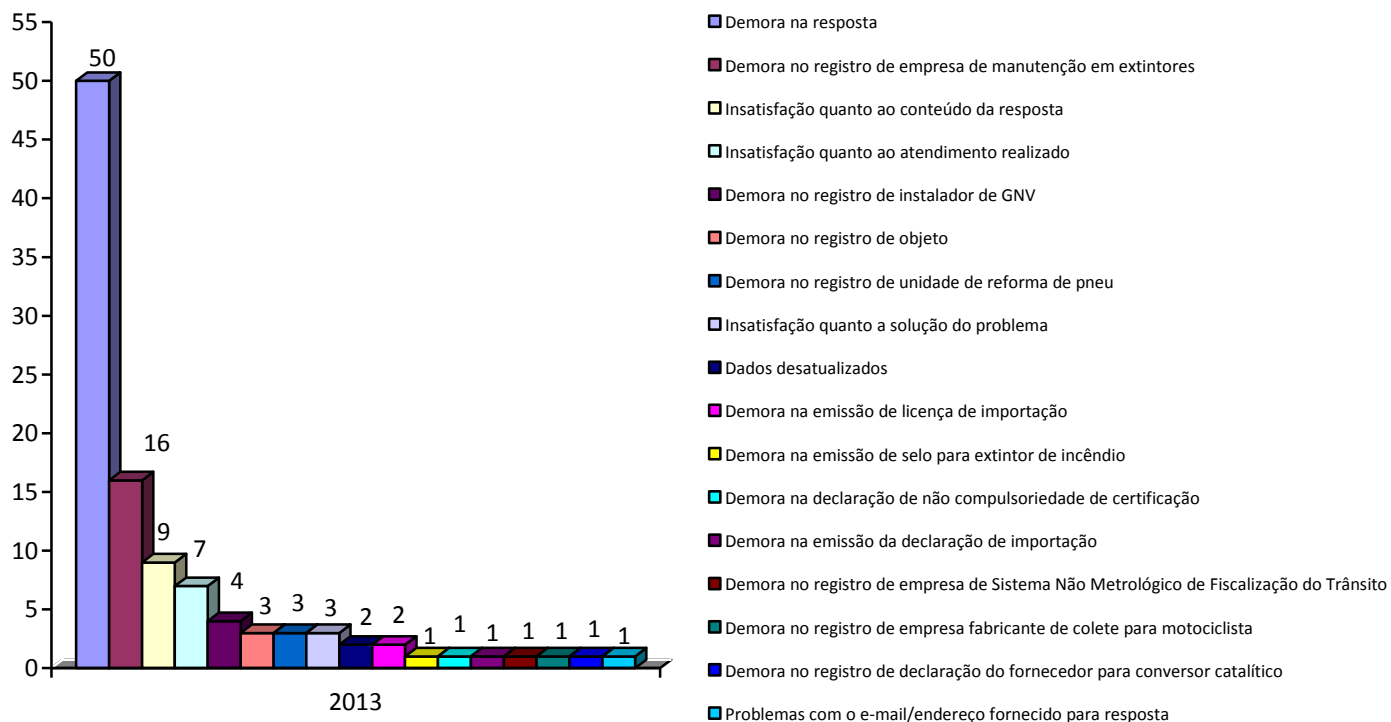 55
50
45
40
35
30
25
20
15
10
5
0
50
16
9
7
4
3
3
3
2
2
1
1
1
1
1
1
1
2013
Demora na resposta
Demora no registro de empresa de manutenção em extintores
Insatisfação quanto ao conteúdo da resposta
Insatisfação quanto ao atendimento realizado
Demora no registro de instalador de GNV
Demora no registro de objeto
Demora no registro de unidade de reforma de pneu
Insatisfação quanto a solução do problema
Dados desatualizados
Demora na emissão de licença de importação
Demora na emissão de selo para extintor de incêndio
Demora na declaração de não compulsoriedade de certificação
Demora na emissão da declaração de importação
Demora no registro de empresa de Sistema Não Metrológico de Fiscalização do Trânsito
Demora no registro de empresa fabricante de colete para motociclista
Demora no registro de declaração do fornecedor para conversor catalítico
Problemas com o e-mail/endereço fornecido para resposta